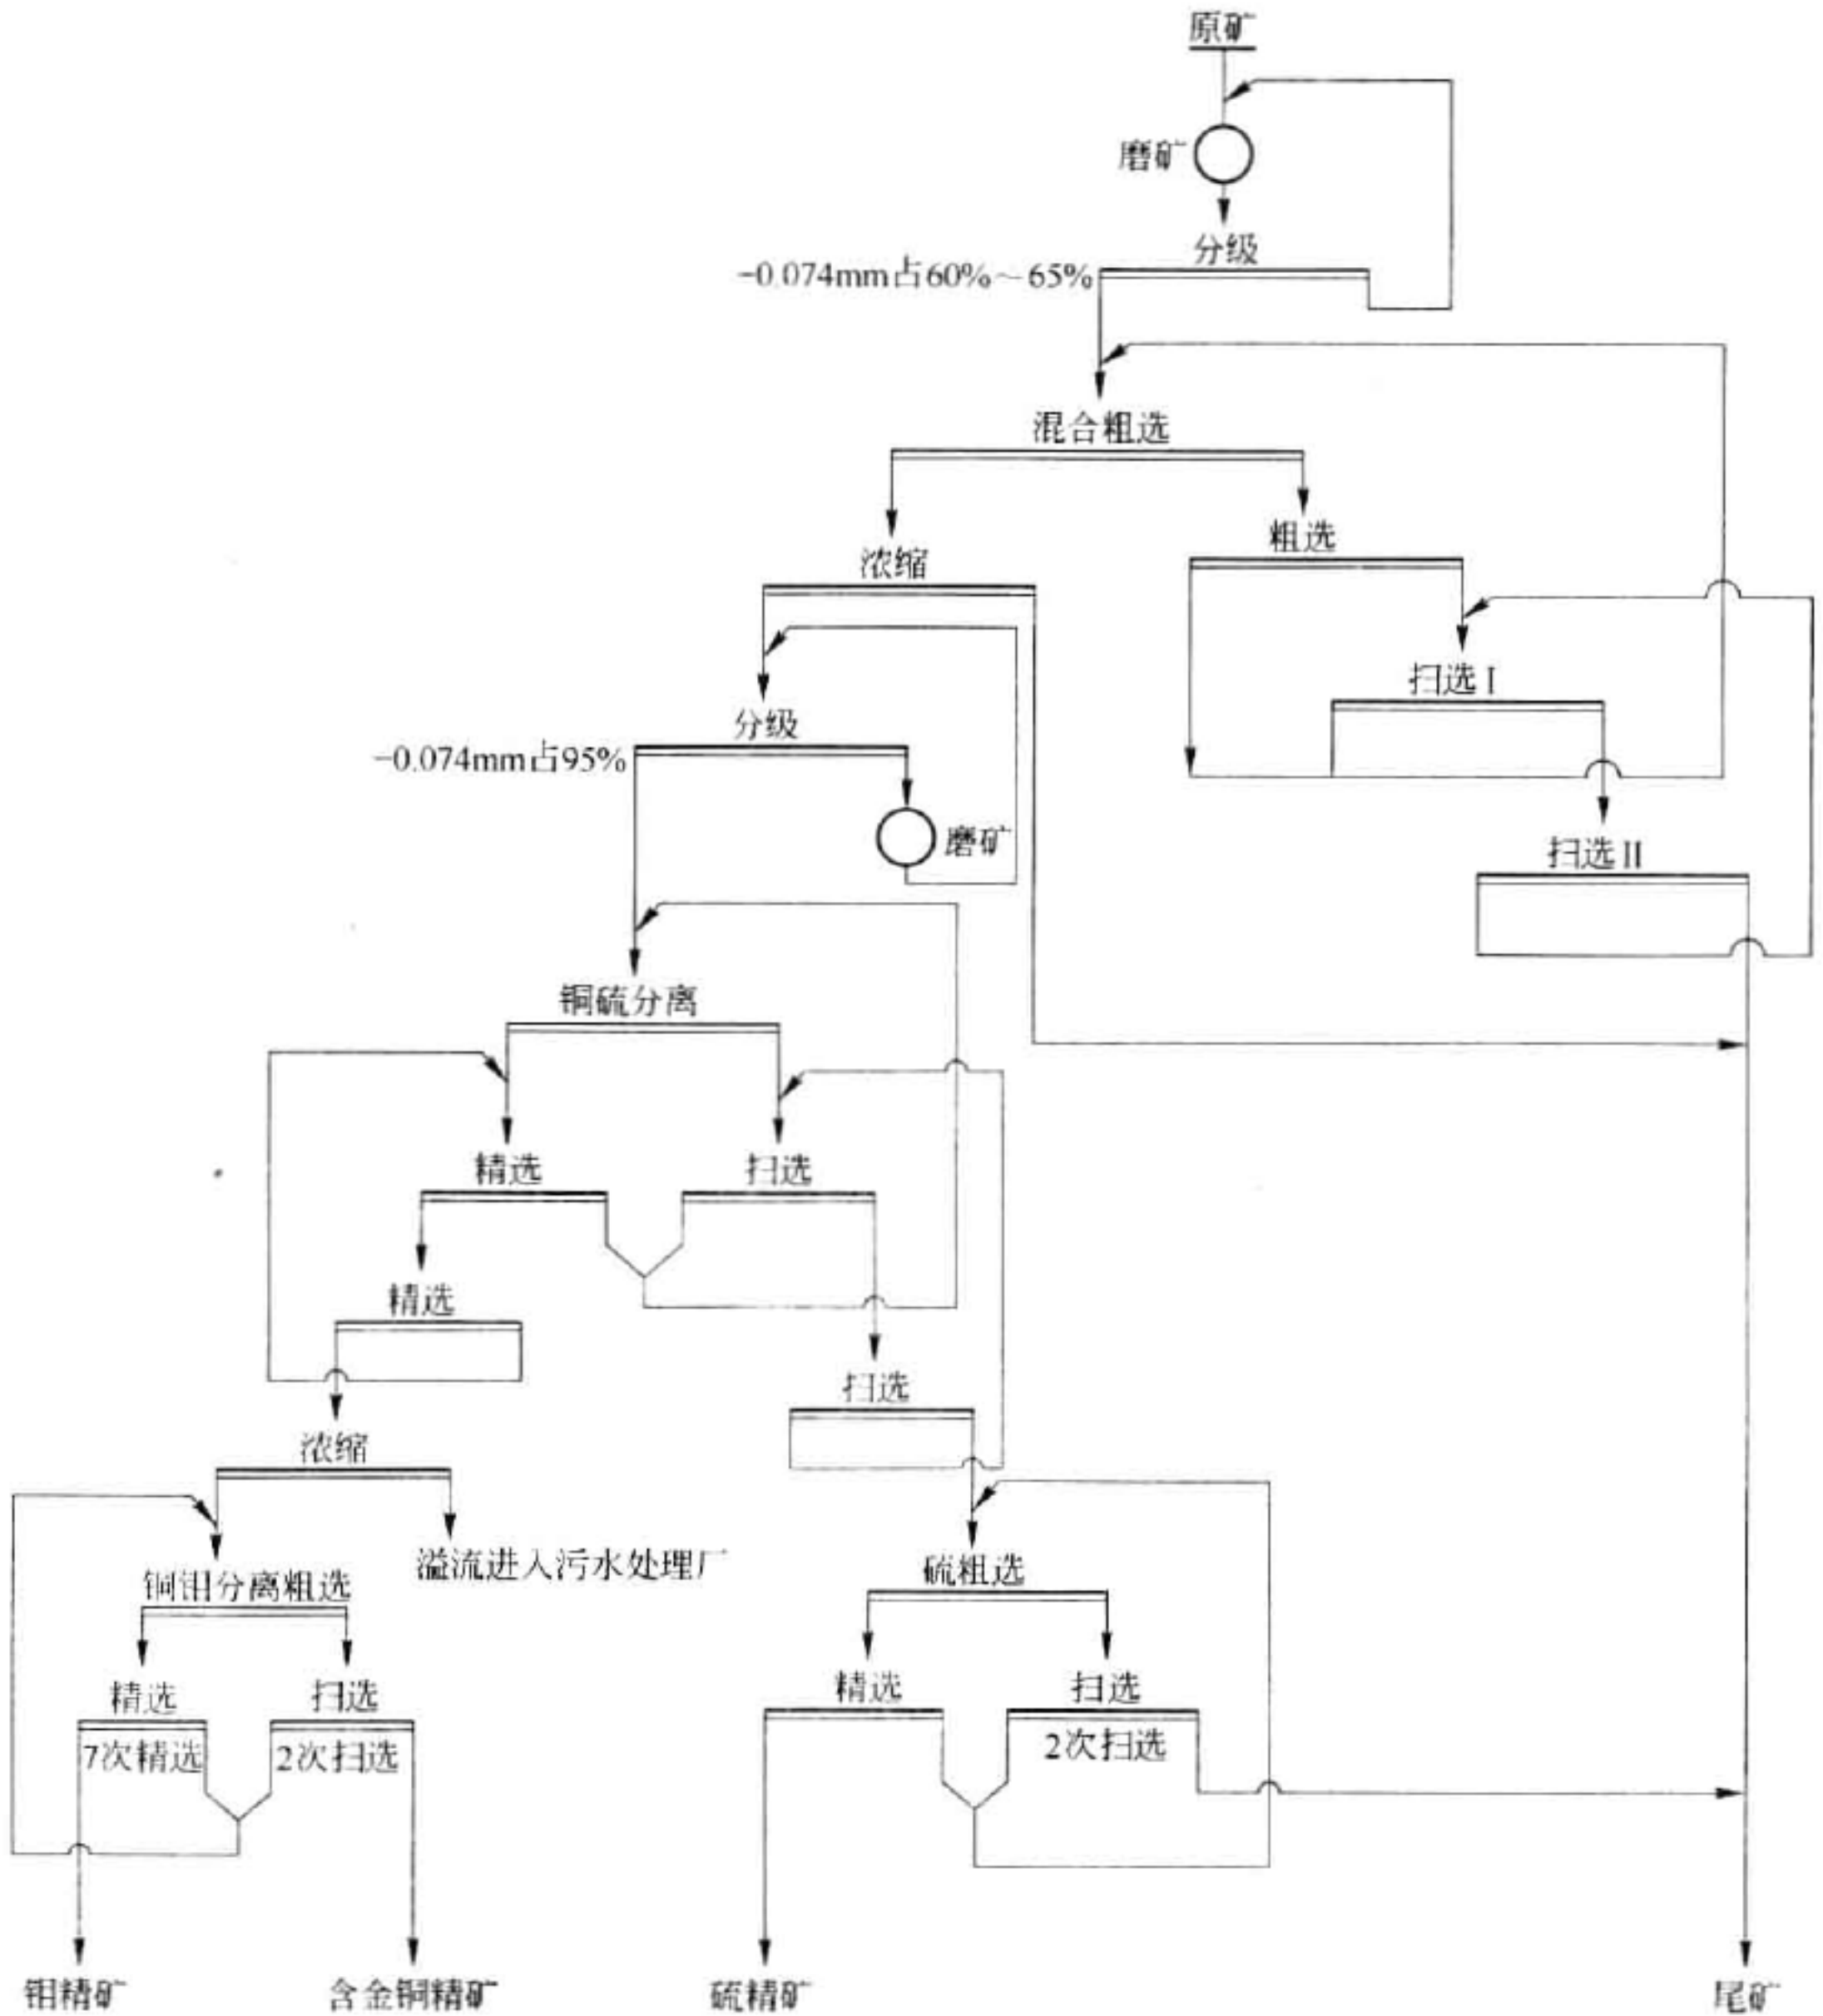 原矿
磨矿
分级
-0.074mm占60%～65%
混合粗选
粗选
浓缩
扫选Ⅰ
分级
-0.074mm占95%
磨矿
扫选Ⅱ
铜硫分离
精选
扫选
精选
扫选
浓缩
溢流进入污水处理厂
铜钼分离粗选
硫粗选
精选
扫选
精选
扫选
7次精选
2次扫选
2次扫选
钼精矿
含金铜精矿
硫精矿
尾矿